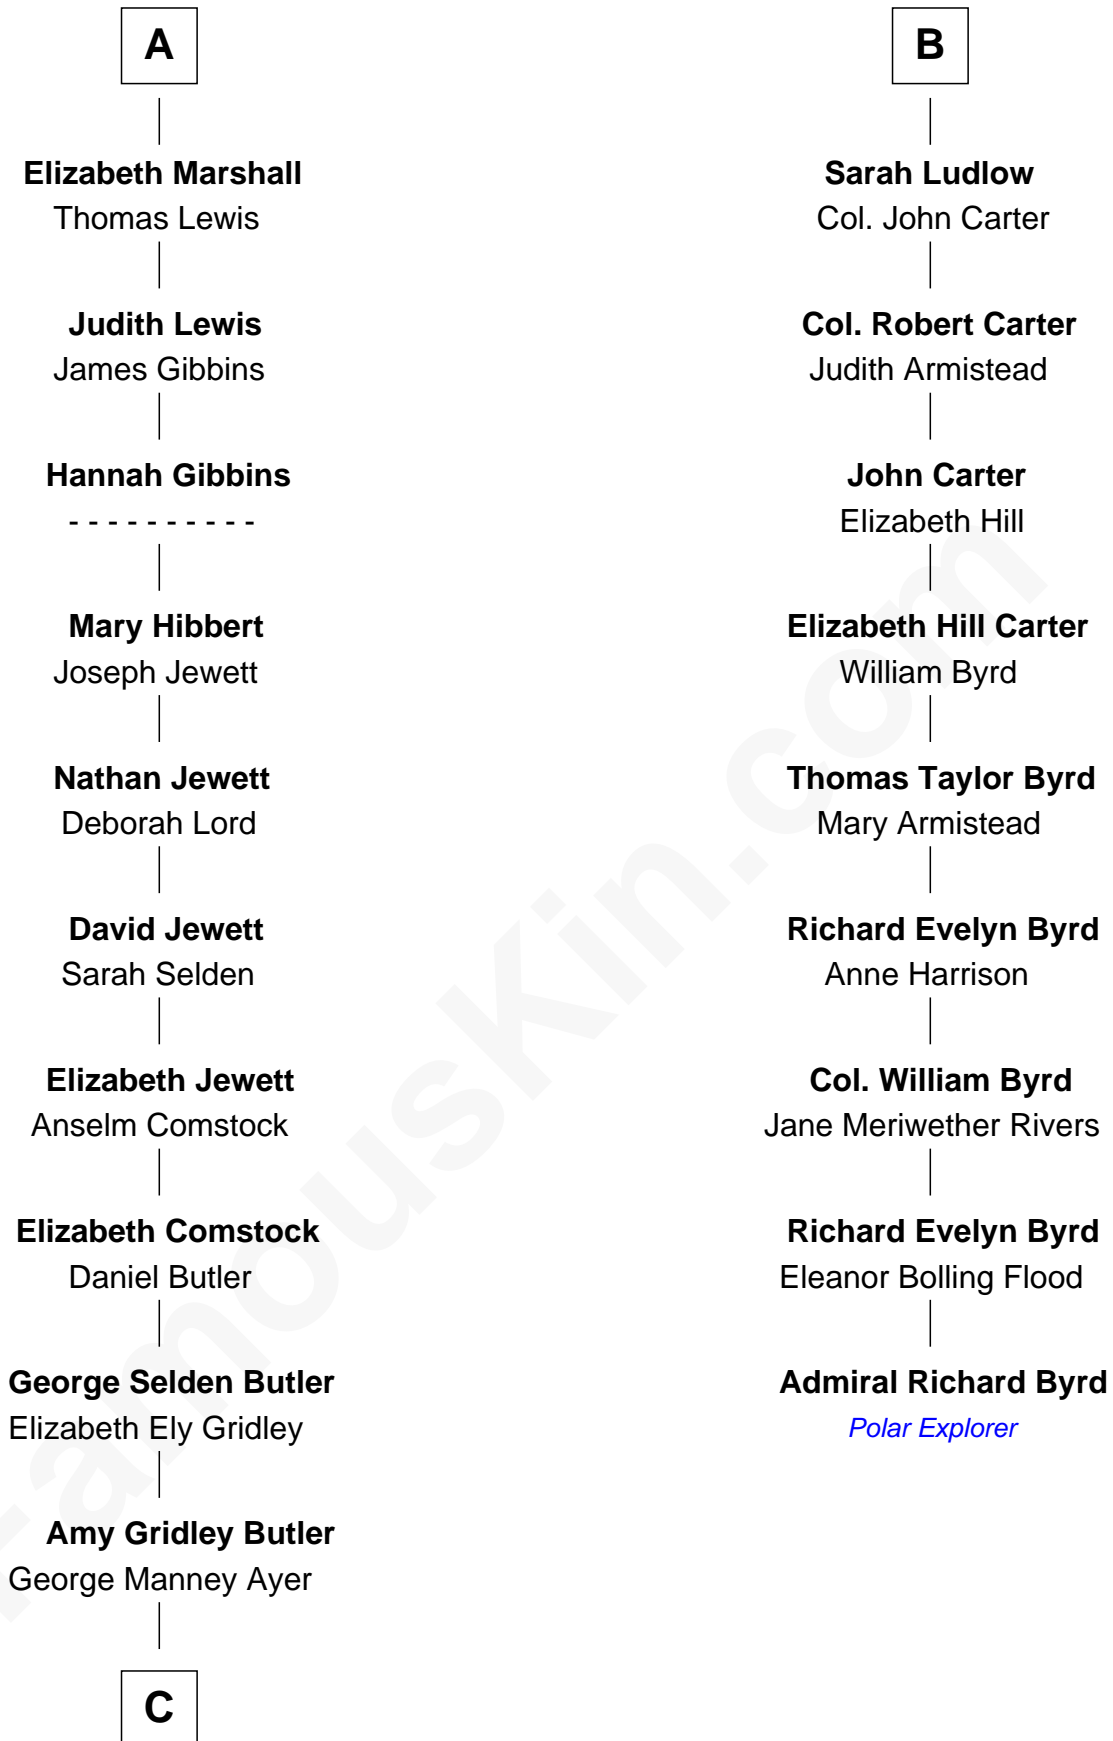 A
Elizabeth Marshall
Thomas Lewis
Judith Lewis
James Gibbins
Hannah Gibbins
- - - - - - - - - -
Mary Hibbert
Joseph Jewett
Nathan Jewett
Deborah Lord
David Jewett
Sarah Selden
Elizabeth Jewett
Anselm Comstock
Elizabeth Comstock
Daniel Butler
George Selden Butler
Elizabeth Ely Gridley
Amy Gridley Butler
George Manney Ayer
C
B
Sarah Ludlow
Col. John Carter
Col. Robert Carter
Judith Armistead
John Carter
Elizabeth Hill
Elizabeth Hill Carter
William Byrd
Thomas Taylor Byrd
Mary Armistead
Richard Evelyn Byrd
Anne Harrison
Col. William Byrd
Jane Meriwether Rivers
Richard Evelyn Byrd
Eleanor Bolling Flood
Admiral Richard Byrd
Polar Explorer
FamousKin.com